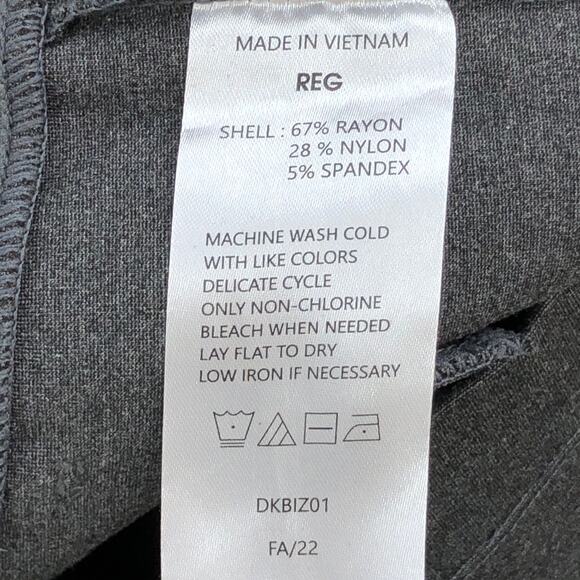 MADE IN VIETNAM
REG
SHELL : 67% RAYON
28 % NYLON
5% SPANDEX
MACHINE WASH COLD
WITH LIKE COLORS
DELICATE CYCLE
ONLY NON-CHLORINE
BLEACH WHEN NEEDED
LAY FLAT TO DRY
LOW IRON IF NECESSARY
DKBIZ01
FA/22